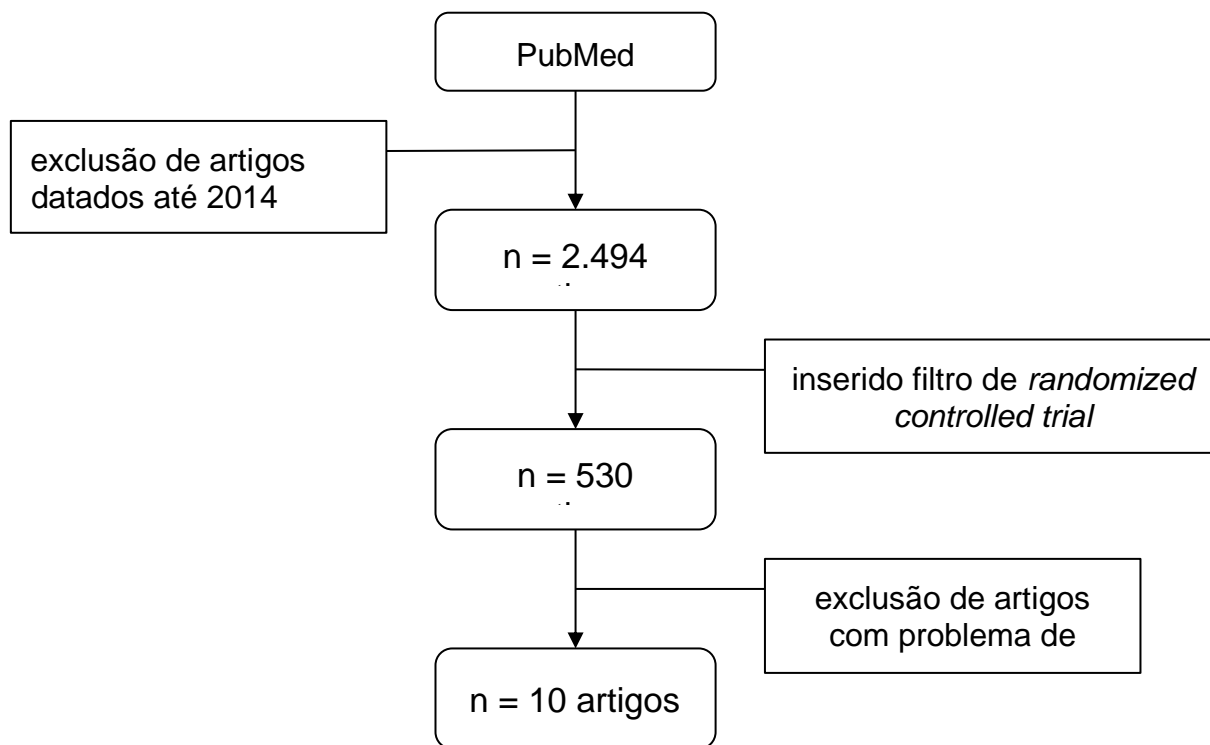 PubMed
exclusão de artigos
datados até 2014
n = 2.494
inserido filtro de randomized
controlled trial
n = 530
exclusão de artigos
com problema de
n = 10 artigos